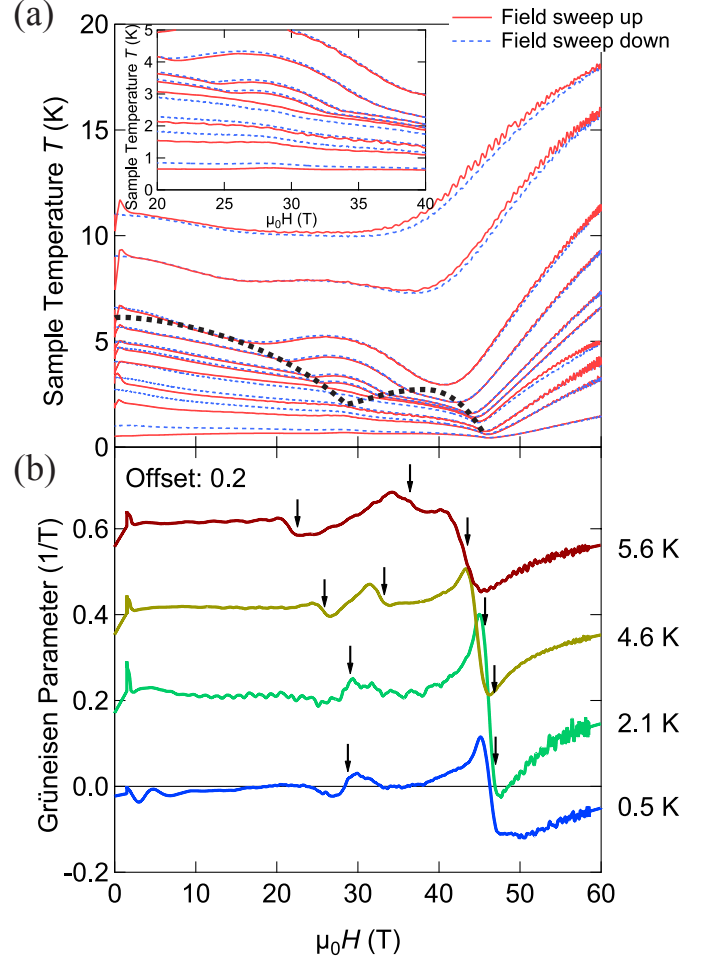 (a)
Field sweep up
Field sweep down
20
15
10
5
0
Sample Temperature T (K)
5
4
3
2
1
0
Sample Temperature T (K)
20 25 30 35 40
μ₀H (T)
(b)
Offset: 0.2
0.6
0.4
0.2
0.0
-0.2
Grüneisen Parameter (1/T)
5.6 K
4.6 K
2.1 K
0.5 K
0 10 20 30 40 50 60
μ₀H (T)